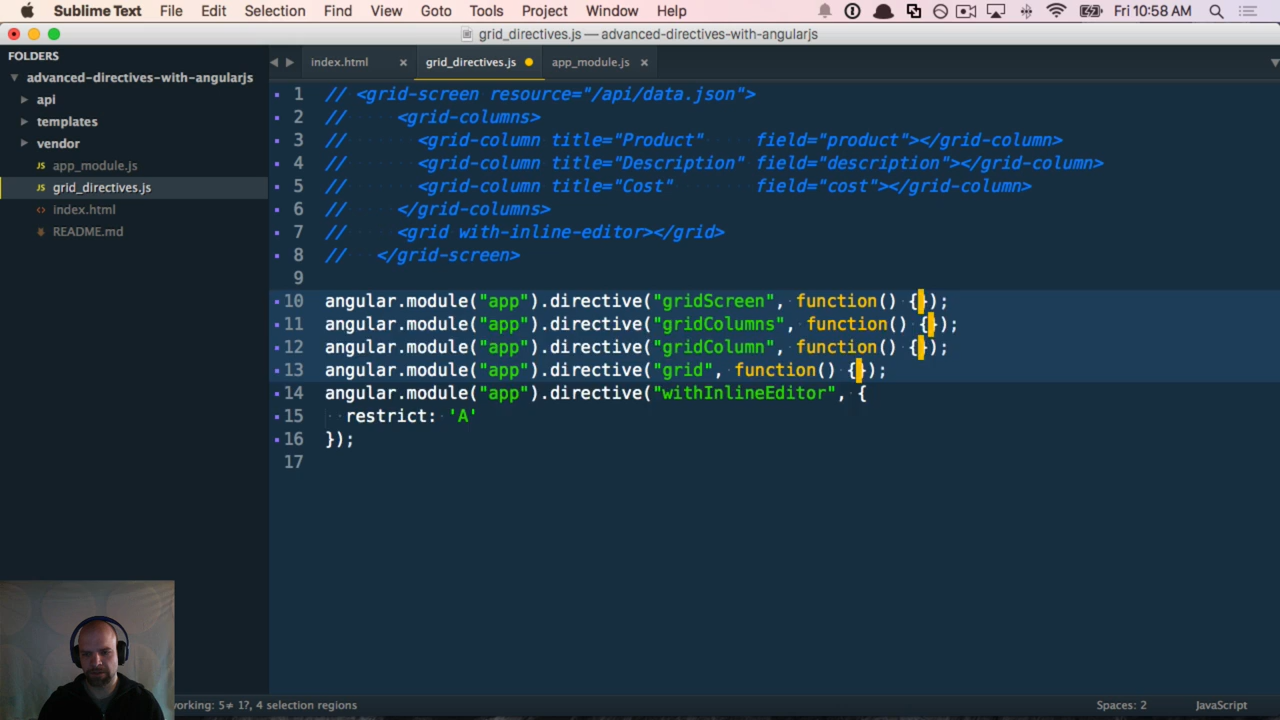 Sublime Text File Edit Selection Find View Goto Tools Project Window Help Fri 10:58 AM
grid_directives.js — advanced-directives-with-angularjs
FOLDERS
advanced-directives-with-angularjs
api
templates
vendor
JS app_module.js
JS grid_directives.js
<> index.html
README.md
index.html × grid_directives.js app_module.js ×
1 // <grid-screen resource="/api/data.json">
2 // <grid-columns>
3 // <grid-column title="Product" field="product"></grid-column>
4 // <grid-column title="Description" field="description"></grid-column>
5 // <grid-column title="Cost" field="cost"></grid-column>
6 // </grid-columns>
7 // <grid with-inline-editor></grid>
8 // </grid-screen>
9
10 angular.module("app").directive("gridScreen", function() {});
11 angular.module("app").directive("gridColumns", function() {});
12 angular.module("app").directive("gridColumn", function() {});
13 angular.module("app").directive("grid", function() {});
14 angular.module("app").directive("withInlineEditor", {
15 restrict: 'A'
16 });
17
orking: 5≠ 1?, 4 selection regions
Spaces: 2 JavaScript